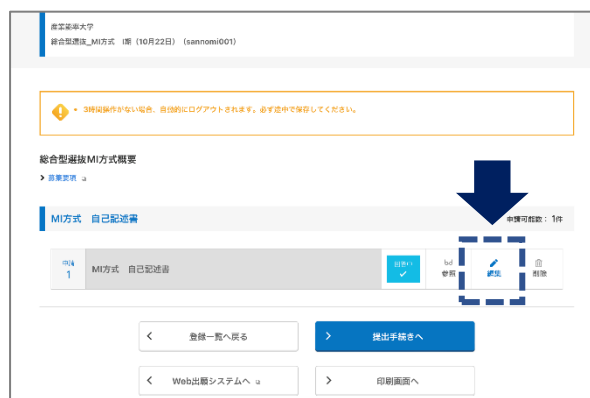 産業能率大学
総合型選抜_MI方式 Ⅰ期（10月22日）（sannomi001）
• 3時間操作がない場合、自動的にログアウトされます。必ず途中で保存してください。
総合型選抜MI方式概要
募集要項
MI方式 自己記述書
申請可能数： 1件
申請
1
MI方式 自己記述書
参照
編集
削除
登録一覧へ戻る
提出手続きへ
Web出願システムへ
印刷画面へ